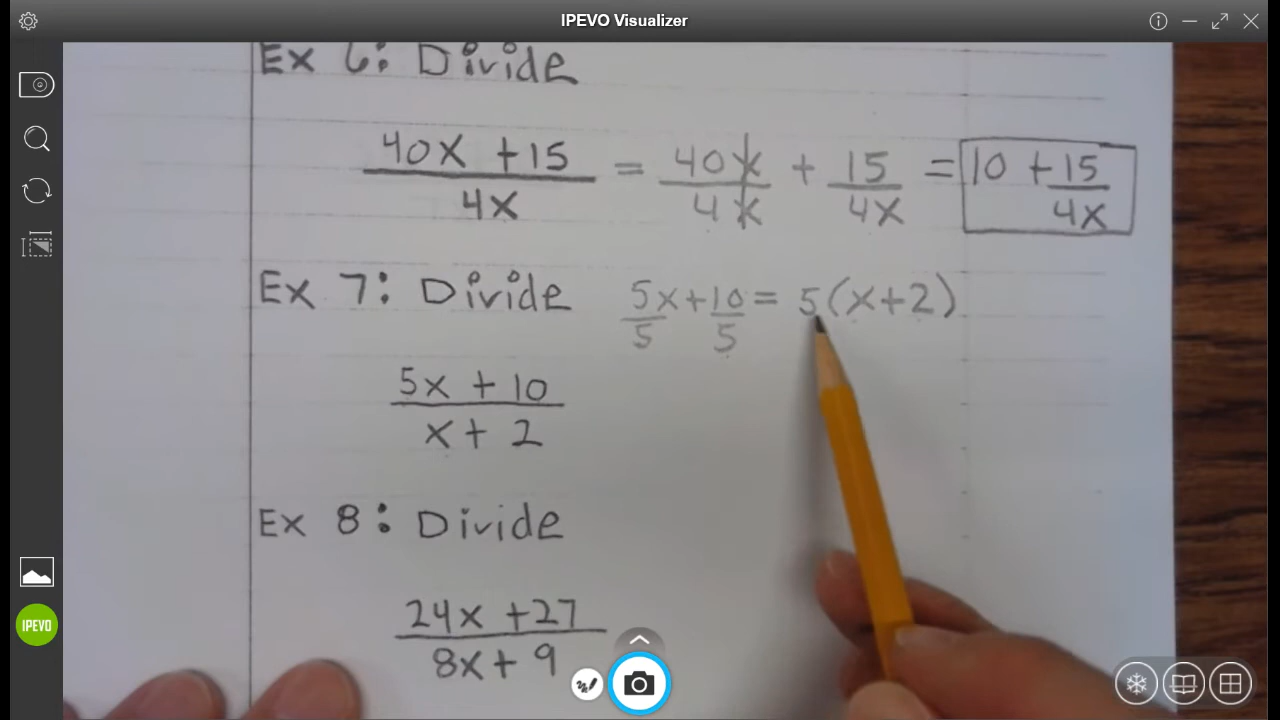 IPEVO Visualizer
Ex 6: Divide
40x + 15 / 4x = 40x / 4x + 15 / 4x = 10 + 15 / 4x
Ex 7: Divide 5x / 5 + 10 / 5 = 5(x+2)
5x + 10 / x + 2
Ex 8: Divide
24x + 27 / 8x + 9
IPEVO